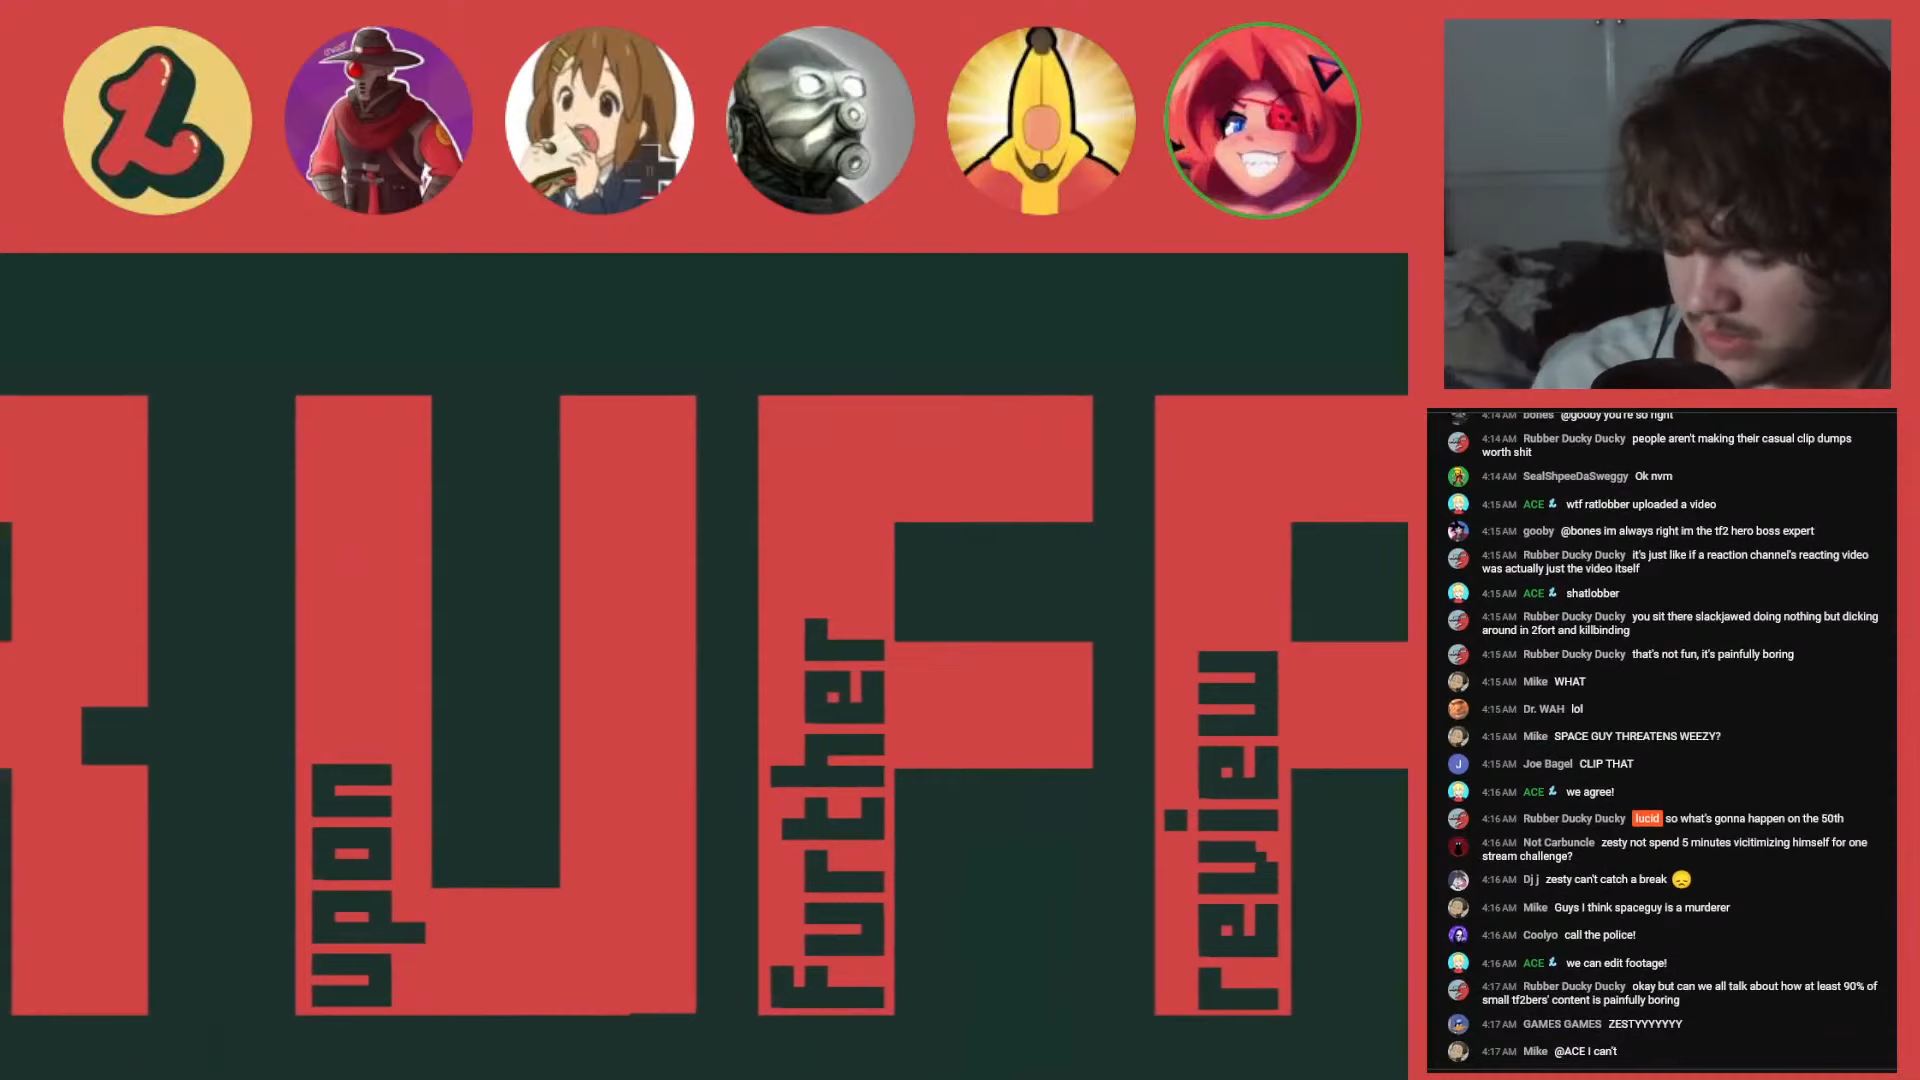 L
upon
further
review
U
F
R
4:14 AM bones @gooby you're so right
4:14 AM Rubber Ducky Ducky people aren't making their casual clip dumps
worth shit
4:14 AM SealShpeeDaSweggy Ok nvm
4:15 AM ACE wtf ratlobber uploaded a video
4:15 AM gooby @bones im always right im the tf2 hero boss expert
4:15 AM Rubber Ducky Ducky it's just like if a reaction channel's reacting video
was actually just the video itself
4:15 AM ACE shatlobber
4:15 AM Rubber Ducky Ducky you sit there slackjawed doing nothing but dicking
around in 2fort and killbinding
4:15 AM Rubber Ducky Ducky that's not fun, it's painfully boring
4:15 AM Mike WHAT
4:15 AM Dr. WAH lol
4:15 AM Mike SPACE GUY THREATENS WEEZY?
J 4:15 AM Joe Bagel CLIP THAT
4:16 AM ACE we agree!
4:16 AM Rubber Ducky Ducky lucid so what's gonna happen on the 50th
4:16 AM Not Carbuncle zesty not spend 5 minutes vicitimizing himself for one
stream challenge?
4:16 AM Dj j zesty can't catch a break
4:16 AM Mike Guys I think spaceguy is a murderer
4:16 AM Coolyo call the police!
4:16 AM ACE we can edit footage!
4:17 AM Rubber Ducky Ducky okay but can we all talk about how at least 90% of
small tf2bers' content is painfully boring
4:17 AM GAMES GAMES ZESTYYYYYYY
4:17 AM Mike @ACE I can't